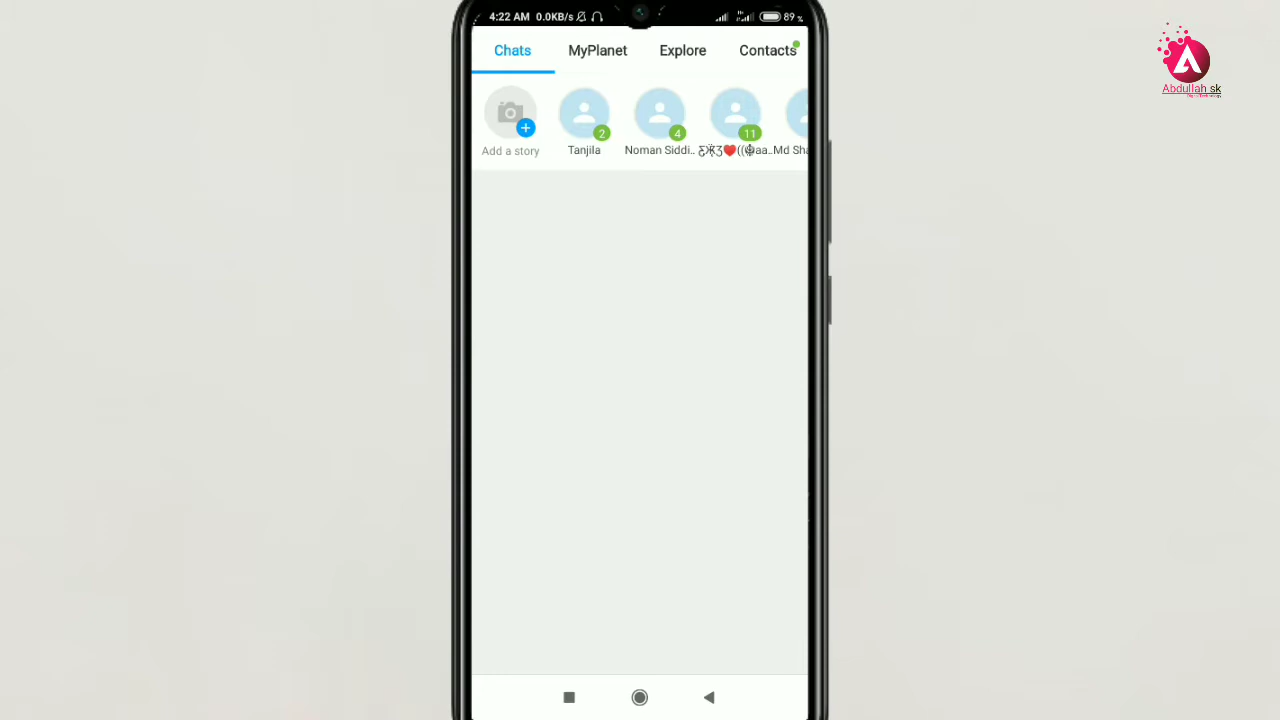 4:22 AM 0.0KB/s 89 %
Chats MyPlanet Explore Contacts
2 4 11
Add a story Tanjila Noman Siddi.. Md Sha
Abdullah sk